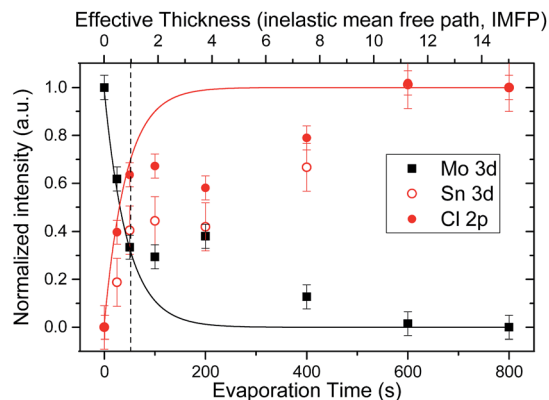 Effective Thickness (inelastic mean free path, IMFP)
0 1 2 4 6 8 10 12 14
Normalized intensity (a.u.)
1.0
0.8
0.6
0.4
0.2
0.0
Mo 3d
Sn 3d
Cl 2p
0 200 400 600 800
Evaporation Time (s)